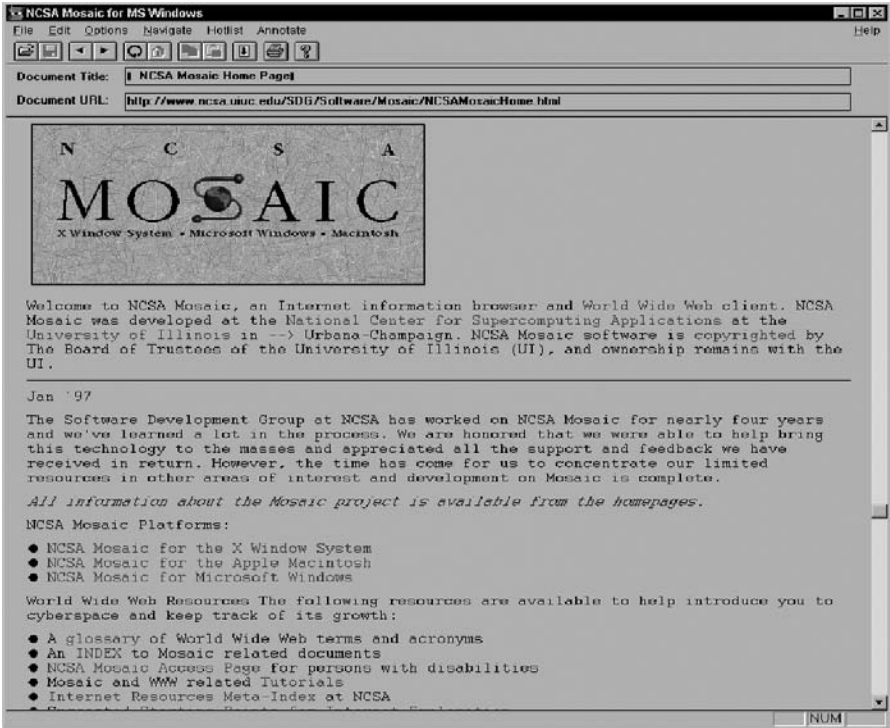 NCSA Mosaic for MS Windows
File Edit Options Navigate Hotlist Annotate Help
Document Title: NCSA Mosaic Home Page
Document URL: http://www.ncsa.uiuc.edu/SDG/Software/Mosaic/NCSAMosaicHome.html
N C S A
MOSAIC
X Window System • Microsoft Windows • Macintosh
Welcome to NCSA Mosaic, an Internet information browser and World Wide Web client. NCSA
Mosaic was developed at the National Center for Supercomputing Applications at the
University of Illinois in --> Urbana-Champaign. NCSA Mosaic software is copyrighted by
The Board of Trustees of the University of Illinois (UI), and ownership remains with the
UI.
Jan '97
The Software Development Group at NCSA has worked on NCSA Mosaic for nearly four years
and we've learned a lot in the process. We are honored that we were able to help bring
this technology to the masses and appreciated all the support and feedback we have
received in return. However, the time has come for us to concentrate our limited
resources in other areas of interest and development on Mosaic is complete.
All information about the Mosaic project is available from the homepages.
NCSA Mosaic Platforms:
● NCSA Mosaic for the X Window System
● NCSA Mosaic for the Apple Macintosh
● NCSA Mosaic for Microsoft Windows
World Wide Web Resources The following resources are available to help introduce you to
cyberspace and keep track of its growth:
● A glossary of World Wide Web terms and acronyms
● An INDEX to Mosaic related documents
● NCSA Mosaic Access Page for persons with disabilities
● Mosaic and WWW related Tutorials
● Internet Resources Meta-Index at NCSA
NUM